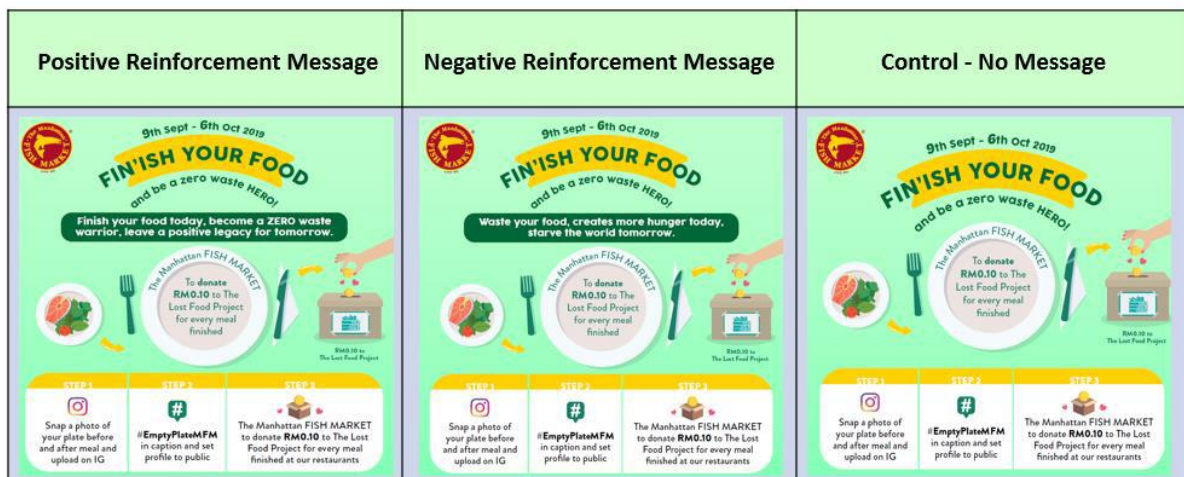 Positive Reinforcement Message
Negative Reinforcement Message
Control - No Message
The Manhattan
FISH MARKET
9th Sept - 6th Oct 2019
FIN'ISH YOUR FOOD
and be a zero waste HERO!
Finish your food today, become a ZERO waste
warrior, leave a positive legacy for tomorrow.
The Manhattan FISH MARKET
To donate
RM0.10 to The
Lost Food Project
for every meal
finished
RM0.10 to
The Lost Food Project
STEP 1
Snap a photo of
your plate before
and after meal and
upload on IG
STEP 2
#
#EmptyPlateMFM
in caption and set
profile to public
STEP 3
The Manhattan FISH MARKET
to donate RM0.10 to The Lost
Food Project for every meal
finished at our restaurants
The Manhattan
FISH MARKET
9th Sept - 6th Oct 2019
FIN'ISH YOUR FOOD
and be a zero waste HERO!
Waste your food, creates more hunger today,
starve the world tomorrow.
The Manhattan FISH MARKET
To donate
RM0.10 to The
Lost Food Project
for every meal
finished
RM0.10 to
The Lost Food Project
STEP 1
Snap a photo of
your plate before
and after meal and
upload on IG
STEP 2
#
#EmptyPlateMFM
in caption and set
profile to public
STEP 3
The Manhattan FISH MARKET
to donate RM0.10 to The Lost
Food Project for every meal
finished at our restaurants
The Manhattan
FISH MARKET
9th Sept - 6th Oct 2019
FIN'ISH YOUR FOOD
and be a zero waste HERO!
The Manhattan FISH MARKET
To donate
RM0.10 to The
Lost Food Project
for every meal
finished
RM0.10 to
The Lost Food Project
STEP 1
Snap a photo of
your plate before
and after meal and
upload on IG
STEP 2
#
#EmptyPlateMFM
in caption and set
profile to public
STEP 3
The Manhattan FISH MARKET
to donate RM0.10 to The Lost
Food Project for every meal
finished at our restaurants